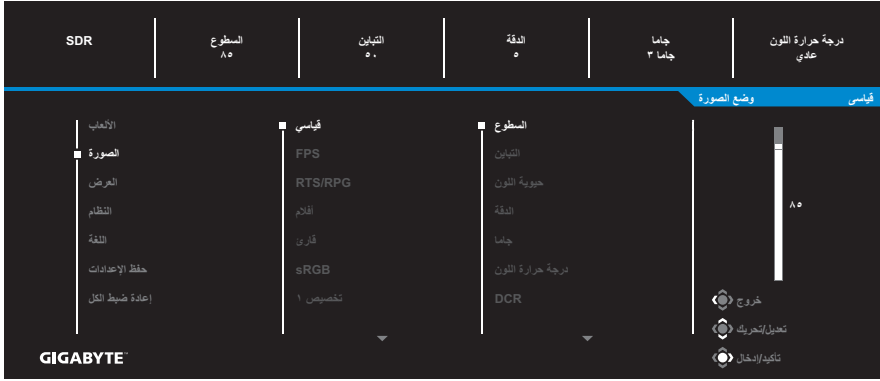 SDR
السطوع
٨٥
التباين
٥٠
الدقة
٥
جاما
جاما ٣
درجة حرارة اللون
عادي
وضع الصورة
قياسى
الألعاب
الصورة
العرض
النظام
اللغة
حفظ الإعدادات
إعادة ضبط الكل
قياسي
FPS
RTS/RPG
أفلام
قارئ
sRGB
تخصيص ١
السطوع
التباين
حيوية اللون
الدقة
جاما
درجة حرارة اللون
DCR
٨٥
خروج
تعديل/تحريك
تأكيد/إدخال
GIGABYTE™